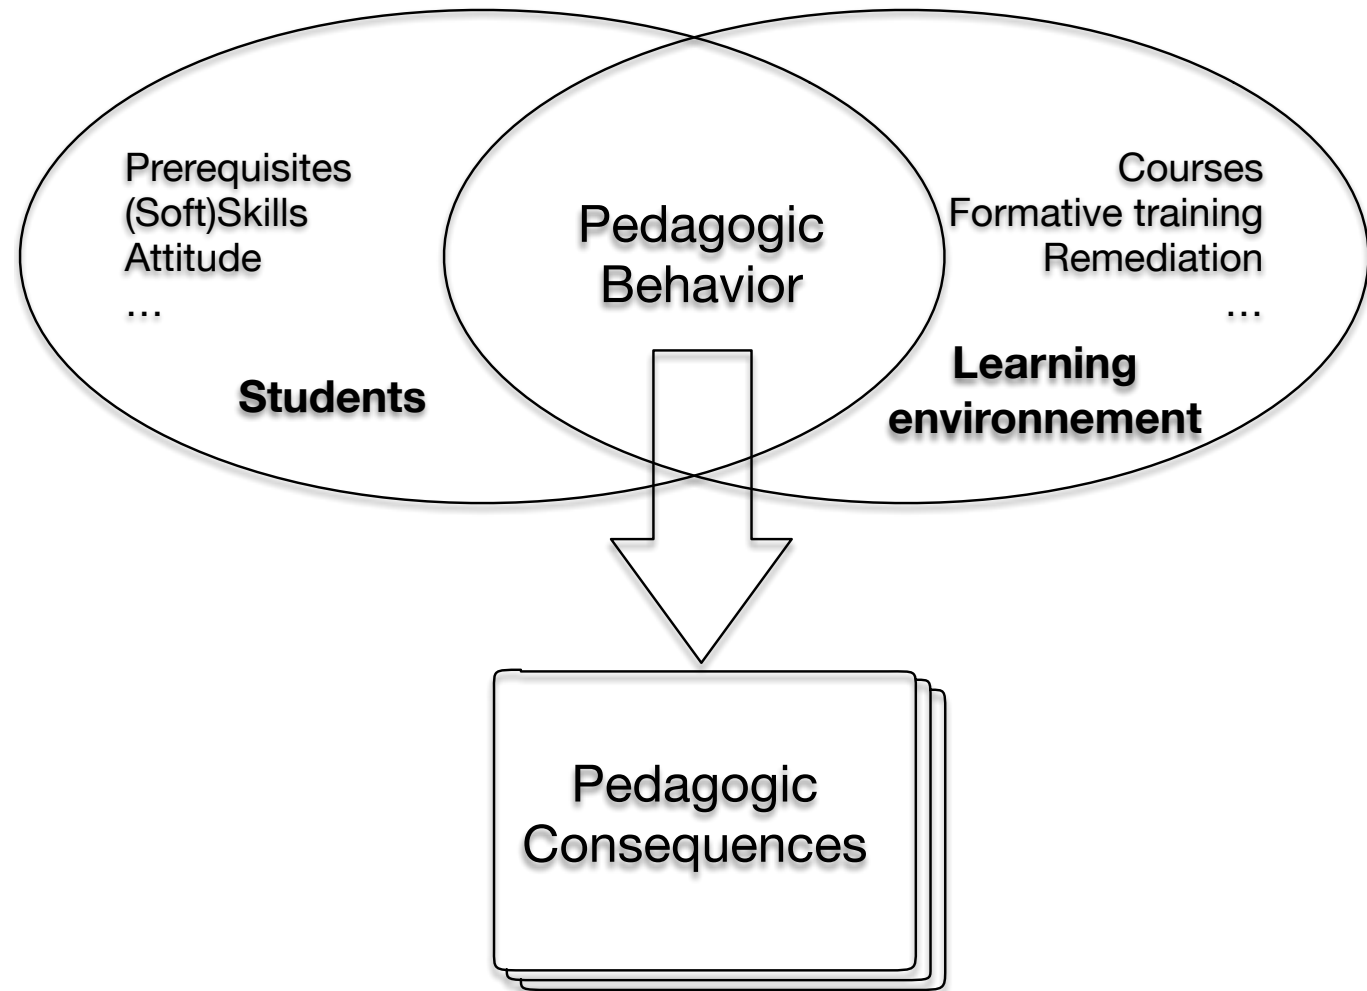 Prerequisites
(Soft)Skills
Attitude
...
Students
Pedagogic
Behavior
Courses
Formative training
Remediation
...
Learning
environnement
Pedagogic
Consequences